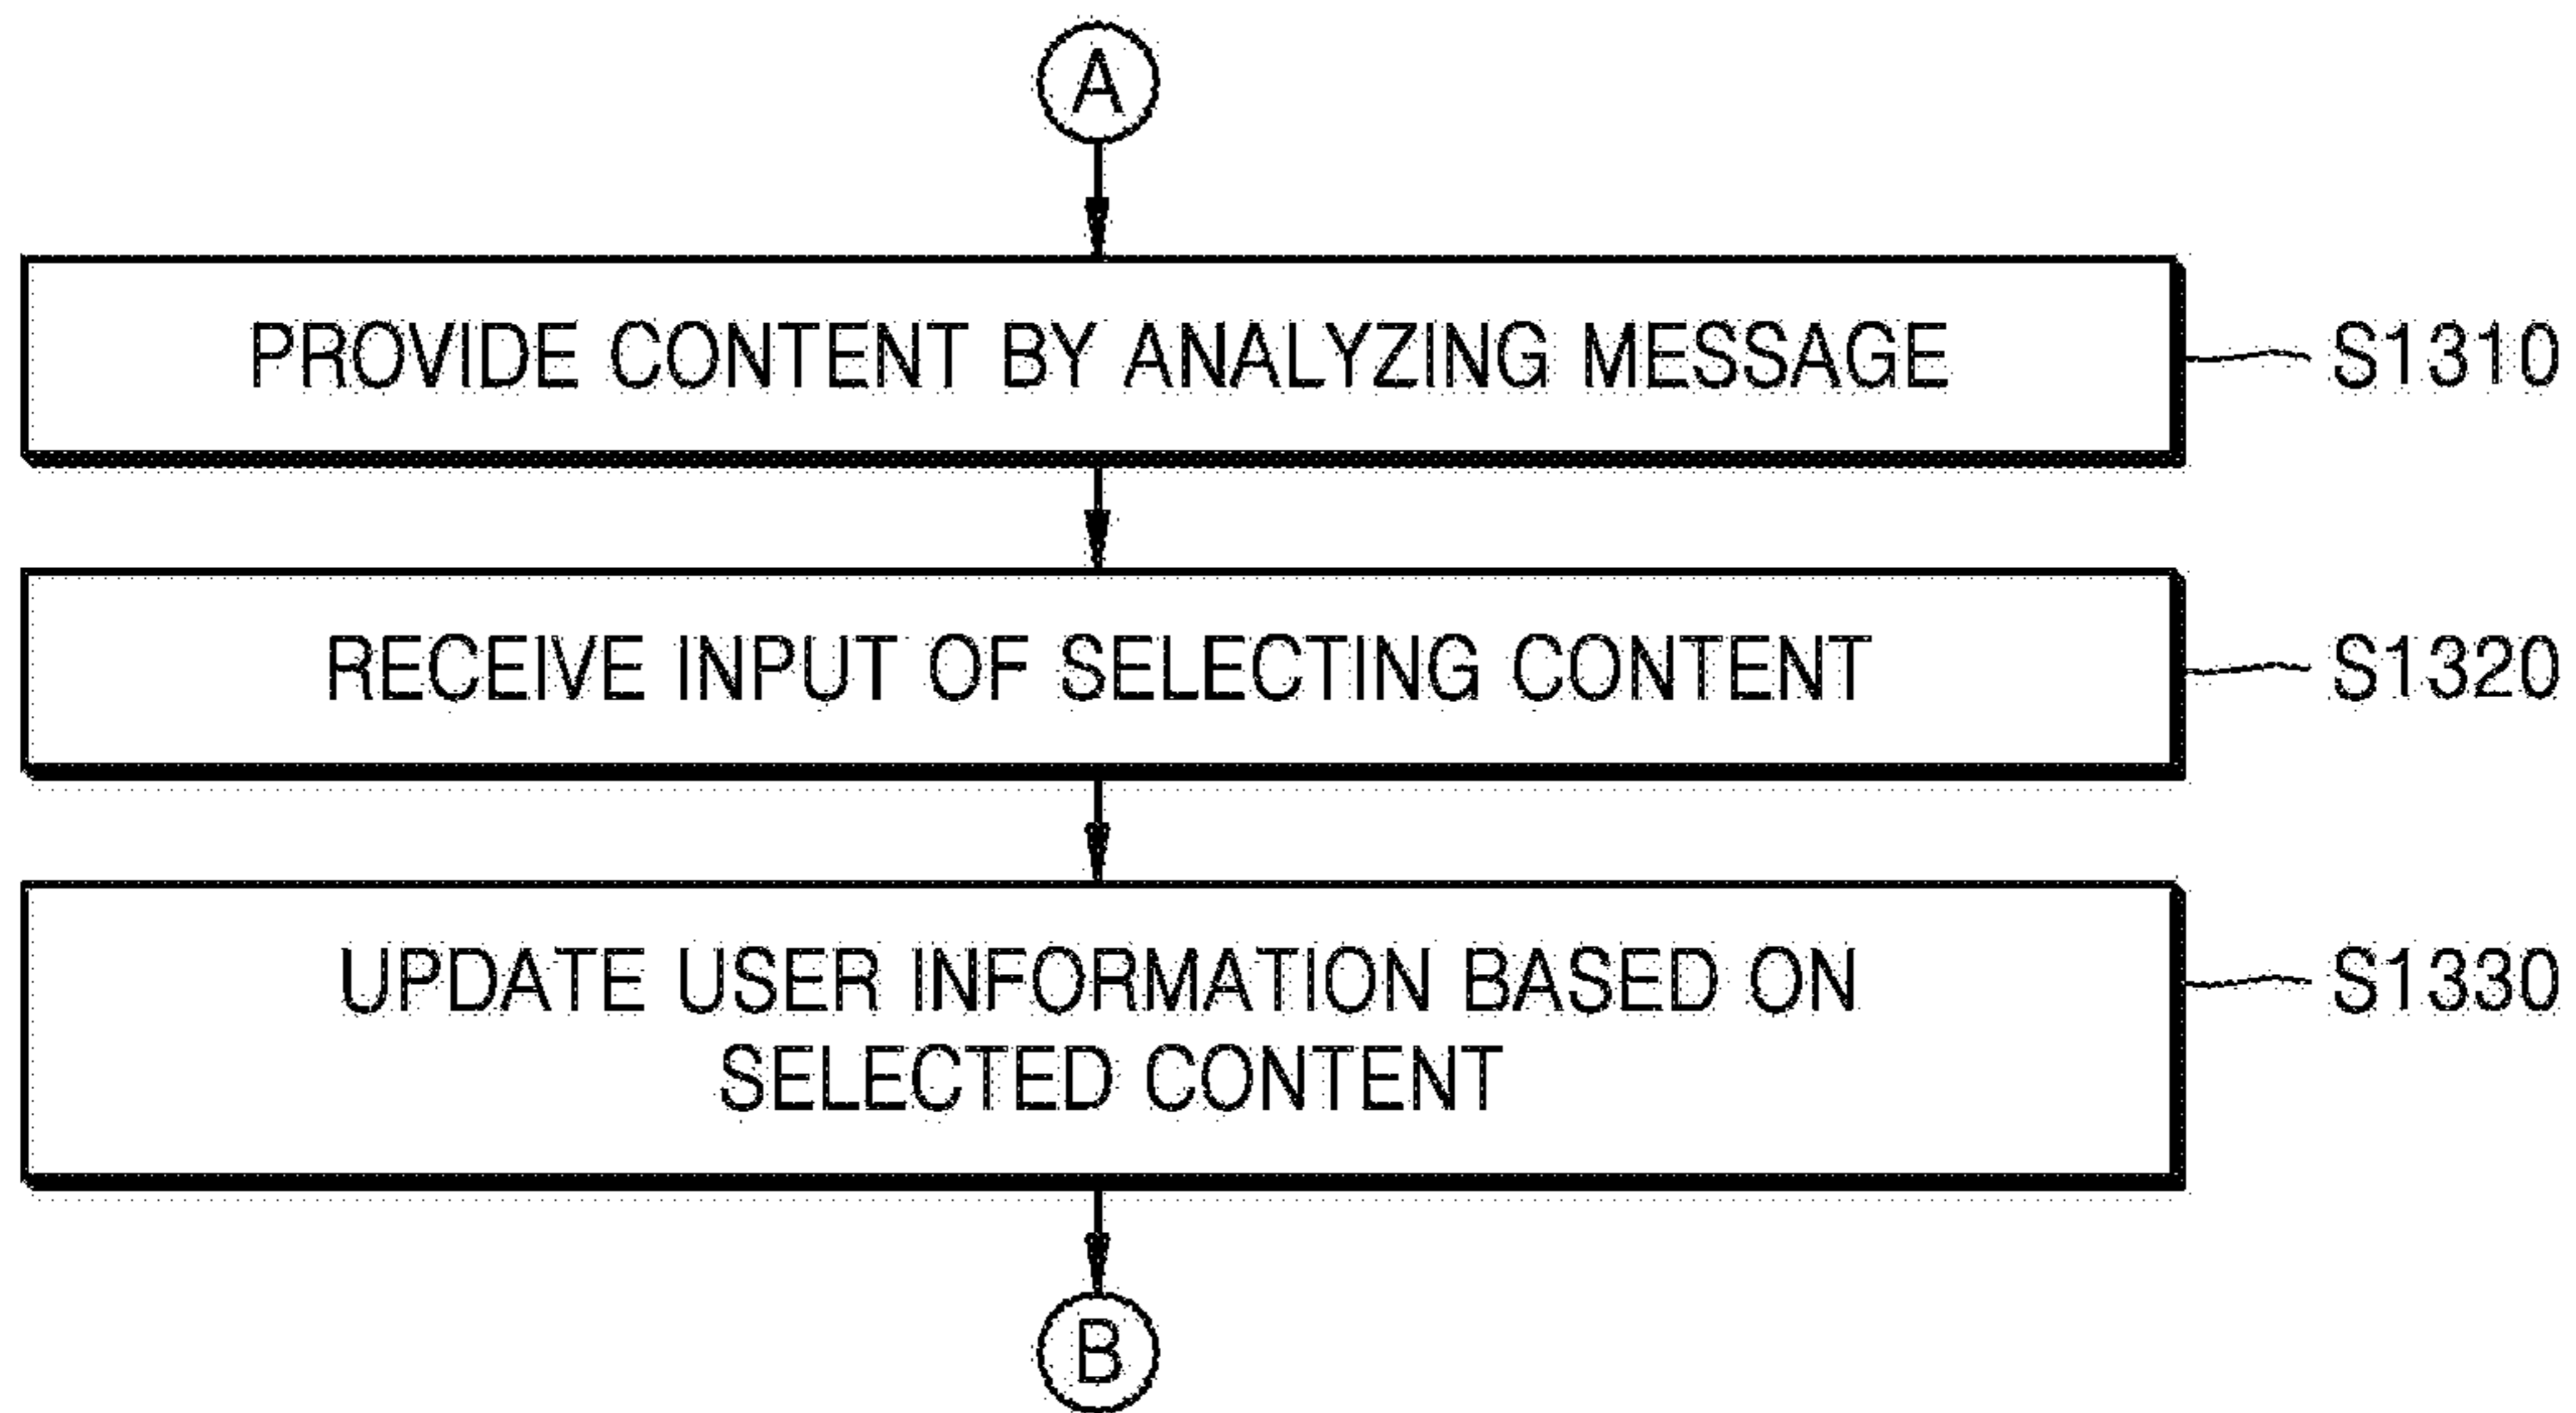 A
PROVIDE CONTENT BY ANALYZING MESSAGE
S1310
RECEIVE INPUT OF SELECTING CONTENT
S1320
UPDATE USER INFORMATION BASED ON
SELECTED CONTENT
S1330
B